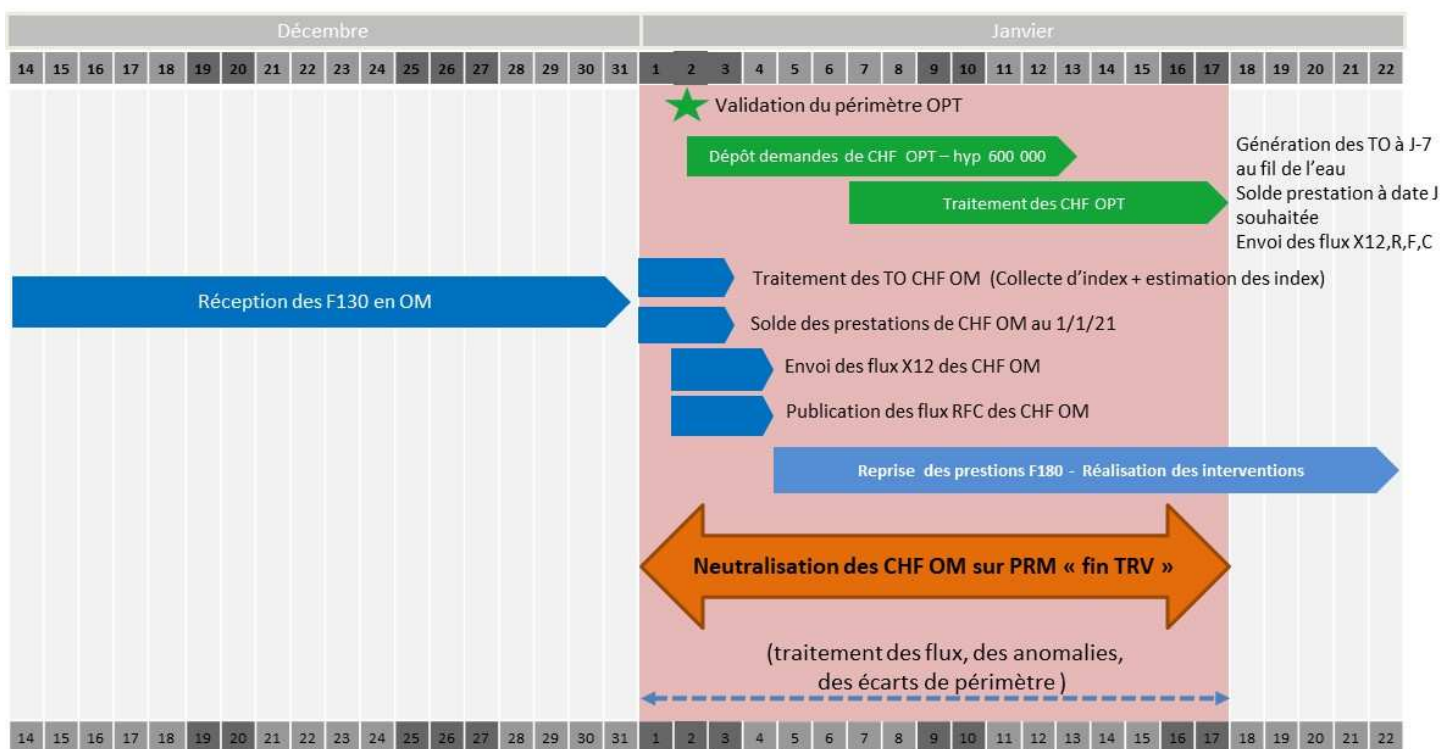 Décembre Janvier
14 15 16 17 18 19 20 21 22 23 24 25 26 27 28 29 30 31 1 2 3 4 5 6 7 8 9 10 11 12 13 14 15 16 17 18 19 20 21 22
Validation du périmètre OPT
Dépôt demandes de CHF OPT – hyp 600 000
Traitement des CHF OPT
Génération des TO à J-7
au fil de l'eau
Solde prestation à date J
souhaitée
Envoi des flux X12,R,F,C
Réception des F130 en OM
Traitement des TO CHF OM (Collecte d'index + estimation des index)
Solde des prestations de CHF OM au 1/1/21
Envoi des flux X12 des CHF OM
Publication des flux RFC des CHF OM
Reprise des prestions F180 - Réalisation des interventions
Neutralisation des CHF OM sur PRM « fin TRV »
(traitement des flux, des anomalies,
des écarts de périmètre )
14 15 16 17 18 19 20 21 22 23 24 25 26 27 28 29 30 31 1 2 3 4 5 6 7 8 9 10 11 12 13 14 15 16 17 18 19 20 21 22